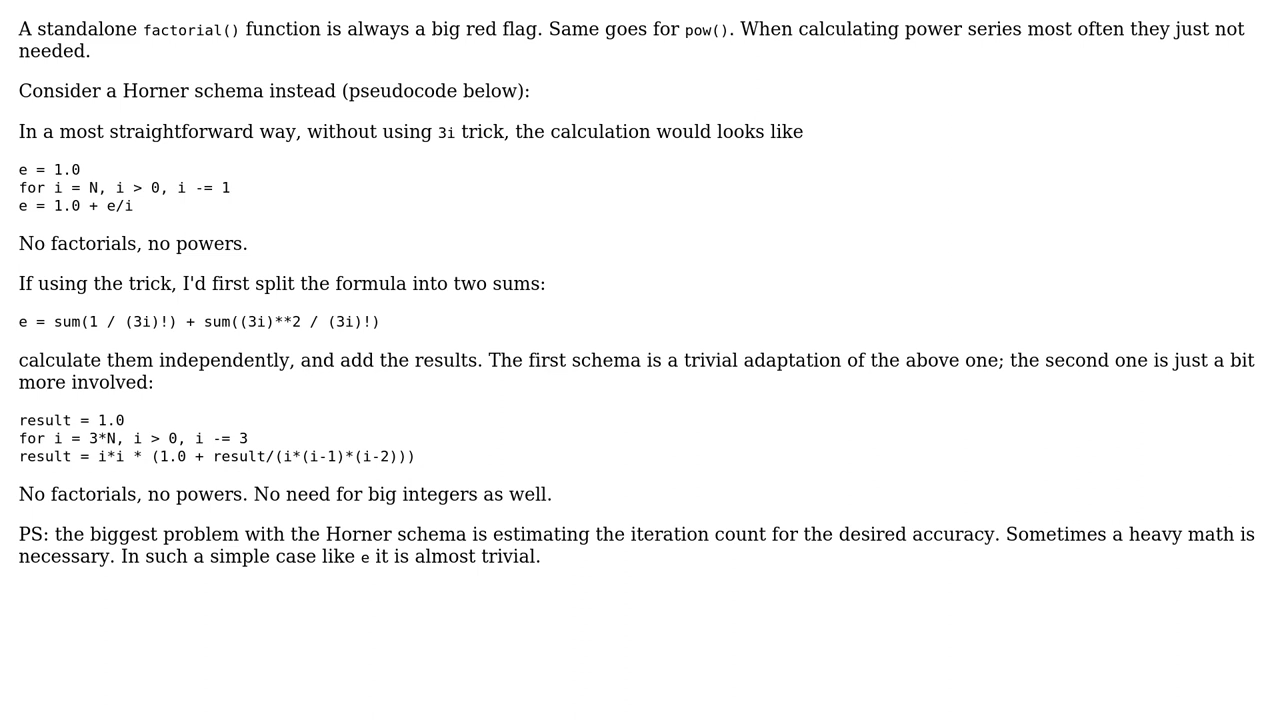 A standalone factorial() function is always a big red flag. Same goes for pow(). When calculating power series most often they just not
needed.
Consider a Horner schema instead (pseudocode below):
In a most straightforward way, without using 3i trick, the calculation would looks like
e = 1.0
for i = N, i > 0, i -= 1
e = 1.0 + e/i
No factorials, no powers.
If using the trick, I'd first split the formula into two sums:
e = sum(1 / (3i)!) + sum((3i)**2 / (3i)!)
calculate them independently, and add the results. The first schema is a trivial adaptation of the above one; the second one is just a bit
more involved:
result = 1.0
for i = 3*N, i > 0, i -= 3
result = i*i * (1.0 + result/(i*(i-1)*(i-2)))
No factorials, no powers. No need for big integers as well.
PS: the biggest problem with the Horner schema is estimating the iteration count for the desired accuracy. Sometimes a heavy math is
necessary. In such a simple case like e it is almost trivial.